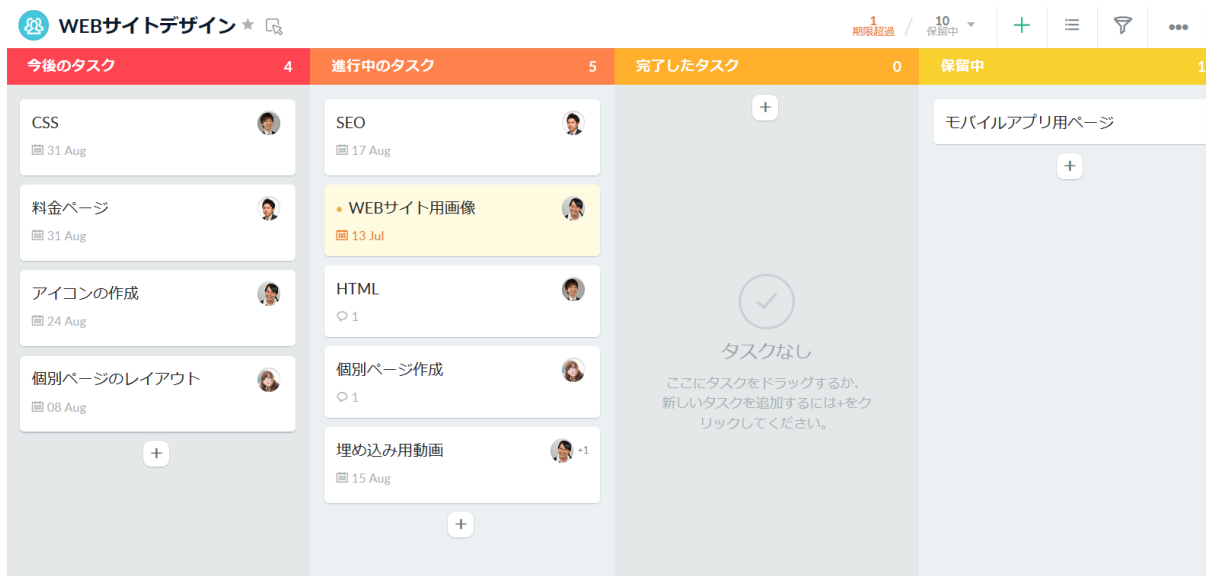 WEBサイトデザイン
1
期限超過
10
保留中
今後のタスク 4
CSS
31 Aug
料金ページ
31 Aug
アイコンの作成
24 Aug
個別ページのレイアウト
08 Aug
進行中のタスク 5
SEO
17 Aug
WEBサイト用画像
13 Jul
HTML
1
個別ページ作成
1
埋め込み用動画
+1
15 Aug
完了したタスク 0
タスクなし
ここにタスクをドラッグするか、
新しいタスクを追加するには+をク
リックしてください。
保留中 1
モバイルアプリ用ページ